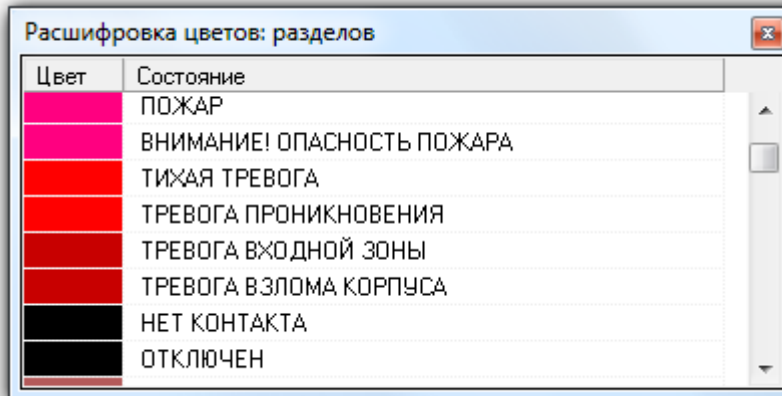 Расшифровка цветов: разделов
Цвет Состояние
ПОЖАР
ВНИМАНИЕ! ОПАСНОСТЬ ПОЖАРА
ТИХАЯ ТРЕВОГА
ТРЕВОГА ПРОНИКНОВЕНИЯ
ТРЕВОГА ВХОДНОЙ ЗОНЫ
ТРЕВОГА ВЗЛОМА КОРПУСА
НЕТ КОНТАКТА
ОТКЛЮЧЕН